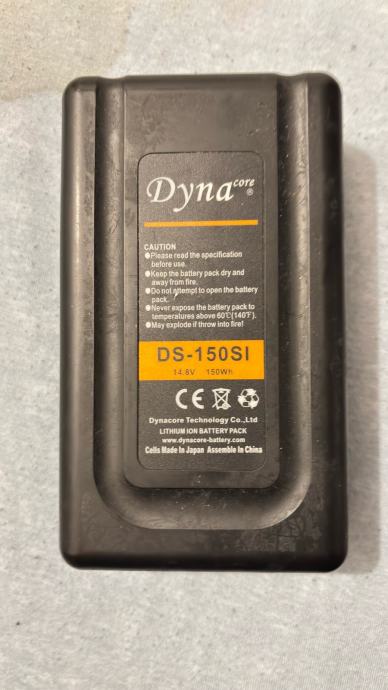 Dynacore®
CAUTION
●Please read the specification
before use.
●Keep the battery pack dry and
away from fire.
●Do not attempt to open the battery
pack.
●Never expose the battery pack to
temperatures above 60℃(140℉).
●May explode if throw into fire!
DS-150SI
14.8V 150Wh
CE
Dynacore Technology Co.,Ltd
LITHIUM ION BATTERY PACK
www.dynacore-battery.com
Cells Made In Japan Assemble In China